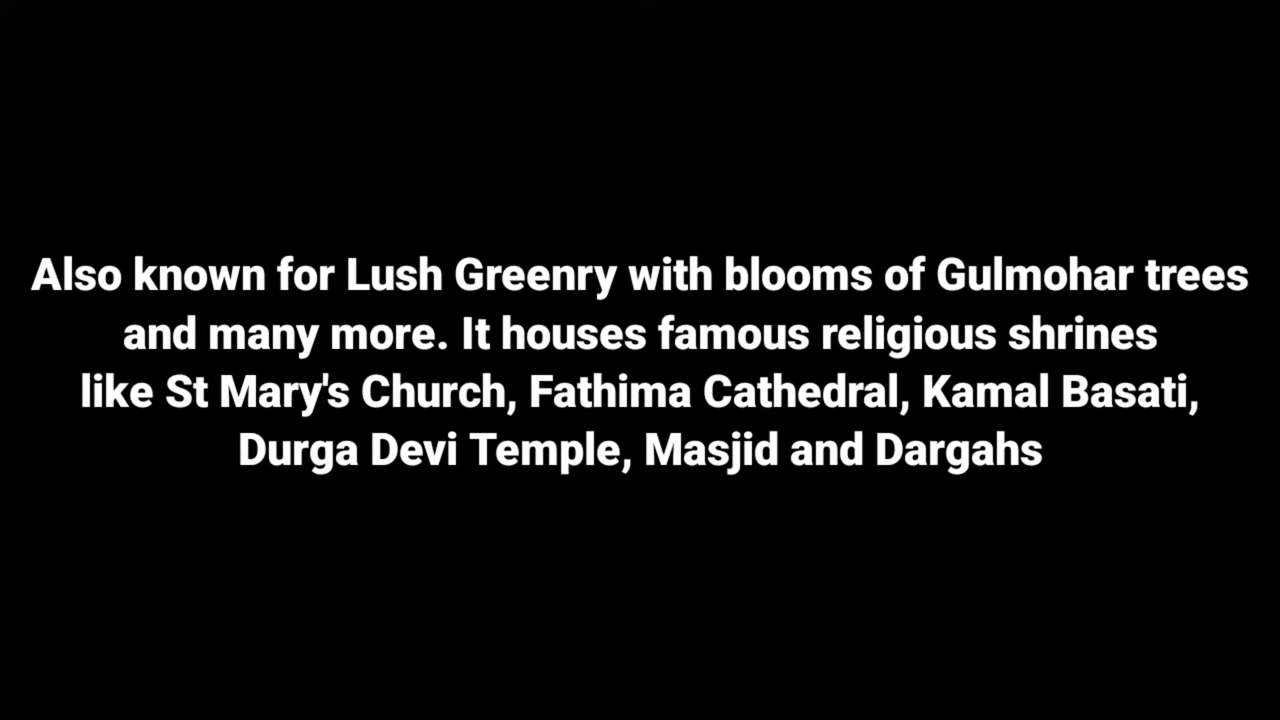 Also known for Lush Greenry with blooms of Gulmohar trees
and many more. It houses famous religious shrines
like St Mary's Church, Fathima Cathedral, Kamal Basati,
Durga Devi Temple, Masjid and Dargahs